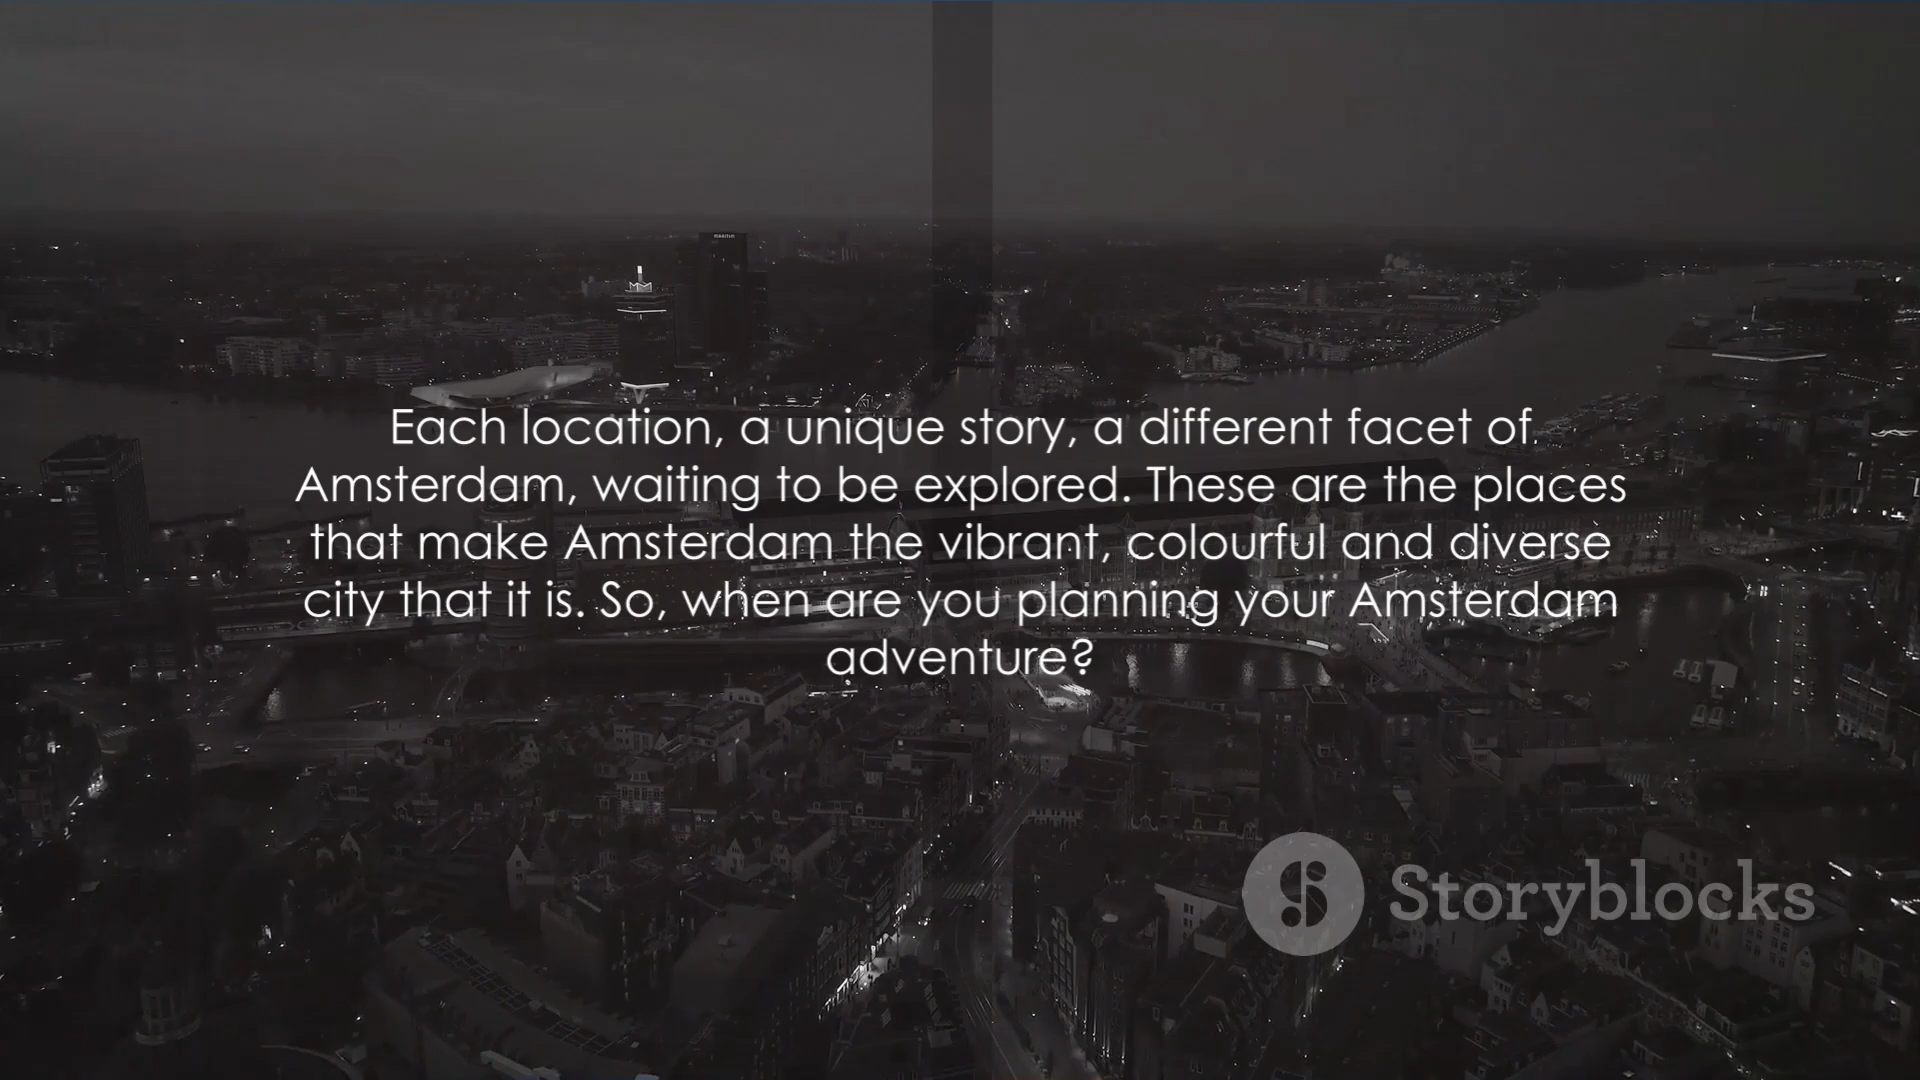 Each location, a unique story, a different facet of
Amsterdam, waiting to be explored. These are the places
that make Amsterdam the vibrant, colourful and diverse
city that it is. So, when are you planning your Amsterdam
adventure?
Storyblocks